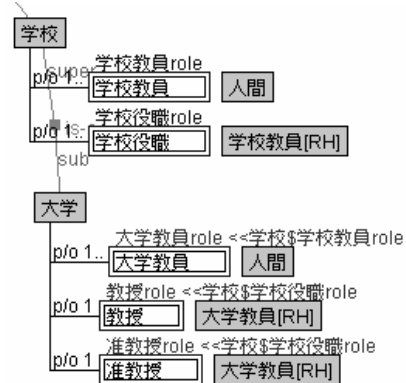 学校
super
学校教員role
p/o 1..
学校教員 人間
学校役職role
p/o 1..
is-
学校役職 学校教員[RH]
sub
大学
大学教員role <<学校$学校教員role
p/o 1..
大学教員 人間
教授role <<学校$学校役職role
p/o 1
教授 大学教員[RH]
准教授role <<学校$学校役職role
p/o 1
准教授 大学教員[RH]